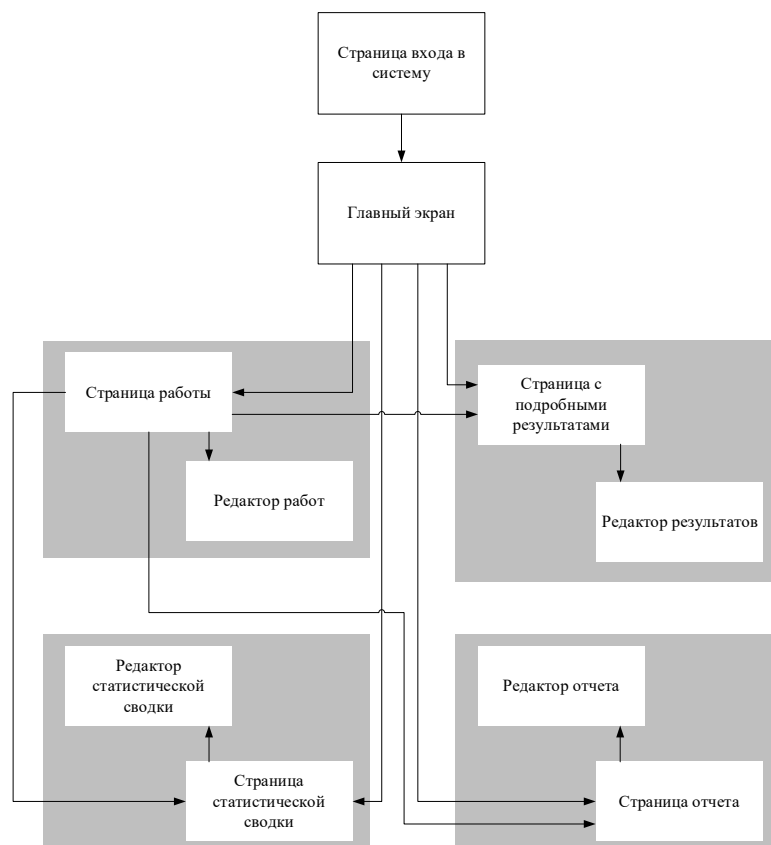 Страница входа в
систему
Главный экран
Страница работы
Редактор работ
Страница с
подробными
результатами
Редактор результатов
Редактор
статистической
сводки
Страница
статистической
сводки
Редактор отчета
Страница отчета